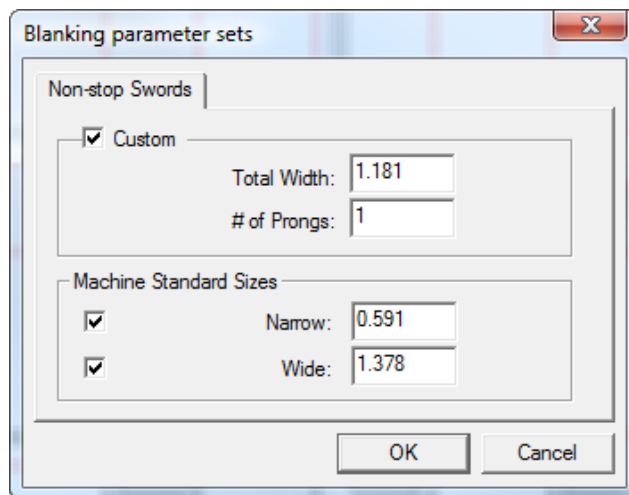 Blanking parameter sets
Non-stop Swords
Custom
Total Width: 1.181
# of Prongs: 1
Machine Standard Sizes
Narrow: 0.591
Wide: 1.378
OK Cancel